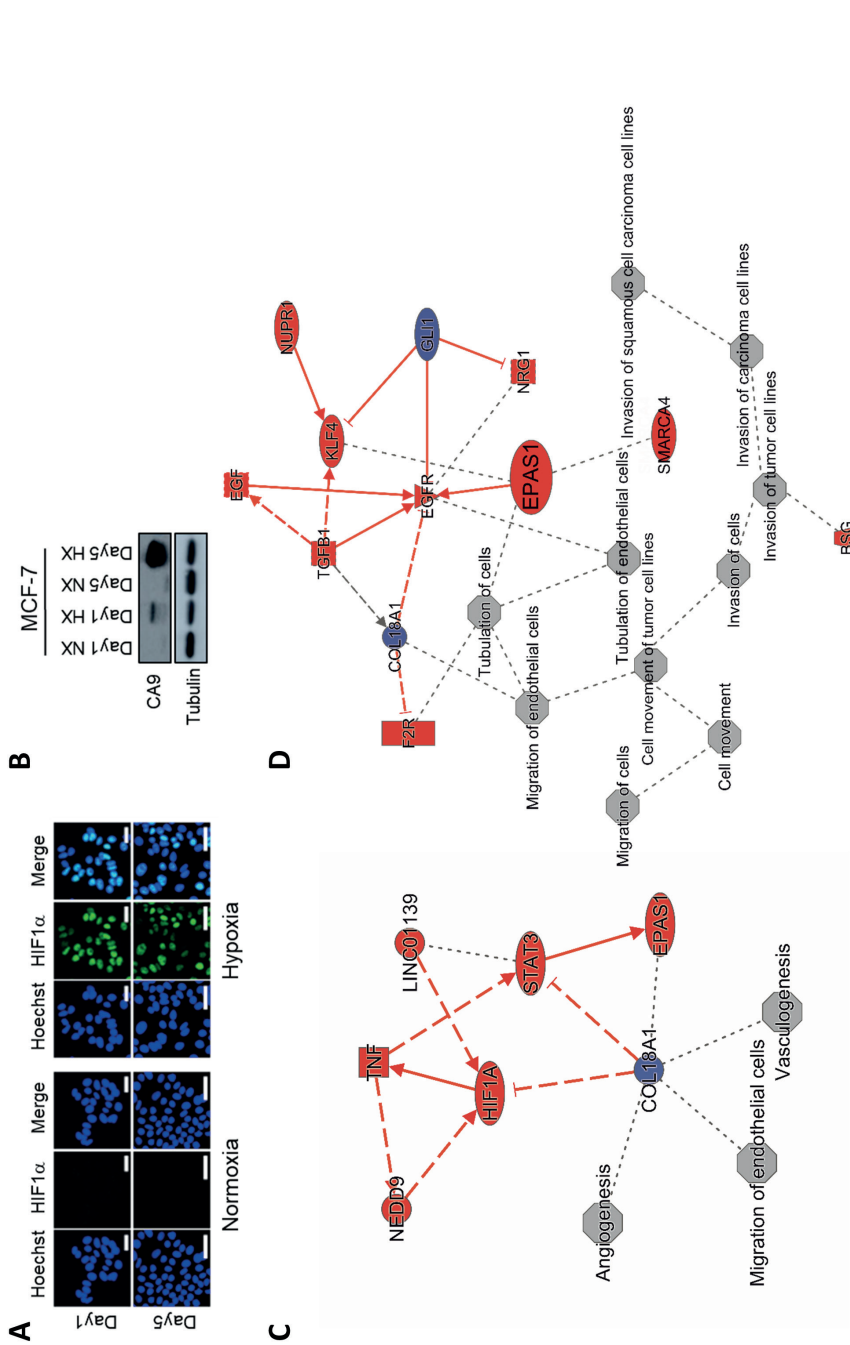 A
Hoechst
HIF1α
Merge
Hoechst
HIF1α
Merge
Day1
Day5
Normoxia
Hypoxia
B
MCF-7
Day1 NX
Day1 HX
Day5 NX
Day5 HX
CA9
Tubulin
C
NEDD9
TNF
LINC01139
HIF1A
STAT3
EPAS1
COL18A1
Angiogenesis
Migration of endothelial cells
Vasculogenesis
D
EGF
NUPR1
TGFB1
KLF4
GLI1
COL18A1
EGFR
F2R
NRG1
EPAS1
Tubulation of cells
Migration of endothelial cells
Tubulation of endothelial cells
Invasion of squamous cell carcinoma cell lines
Migration of cells
Cell movement of tumor cell lines
SMARCA4
Cell movement
Invasion of cells
Invasion of carcinoma cell lines
Invasion of tumor cell lines
BSG